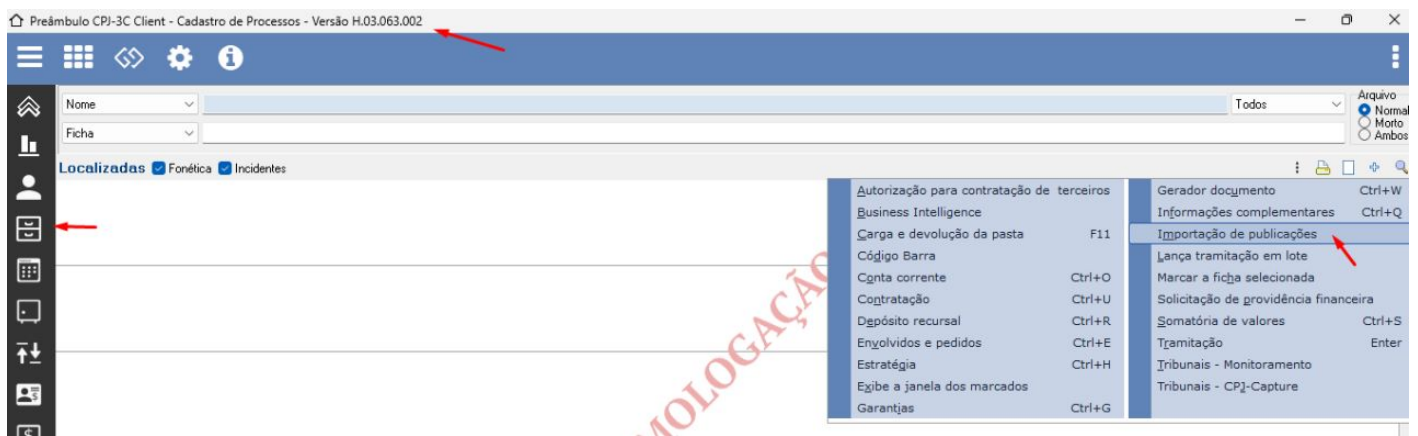 Preâmbulo CPJ-3C Client - Cadastro de Processos - Versão H.03.063.002
Nome
Todos
Arquivo
Normal
Morto
Ambos
Ficha
Localizadas Fonética Incidentes
Autorização para contratação de terceiros
Business Intelligence
Carga e devolução da pasta F11
Código Barra
Conta corrente Ctrl+O
Contratação Ctrl+U
Depósito recursal Ctrl+R
Envolvidos e pedidos Ctrl+E
Estratégia Ctrl+H
Exibe a janela dos marcados
Garantias Ctrl+G
Gerador documento Ctrl+W
Informações complementares Ctrl+Q
Importação de publicações
Lança tramitação em lote
Marcar a ficha selecionada
Solicitação de providência financeira
Somatória de valores Ctrl+S
Tramitação Enter
Tribunais - Monitoramento
Tribunais - CPJ-Capture
MOLOGAÇÃO